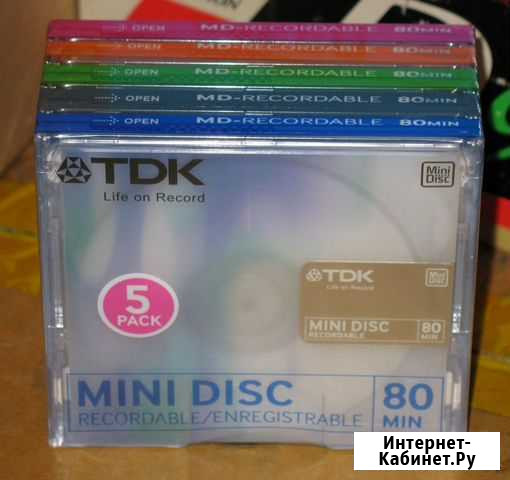 OPEN MD-RECORDABLE 80MIN
OPEN MD-RECORDABLE 80MIN
OPEN MD-RECORDABLE 80MIN
OPEN MD-RECORDABLE 80MIN
OPEN MD-RECORDABLE 80MIN
TDK
Life on Record
Mini
Disc
5
PACK
TDK
Life on Record
Mini
Disc
MINI DISC
RECORDABLE
80
MIN
MINI DISC
RECORDABLE/ENREGISTRABLE
80
MIN
Интернет-
Кабинет.Ру